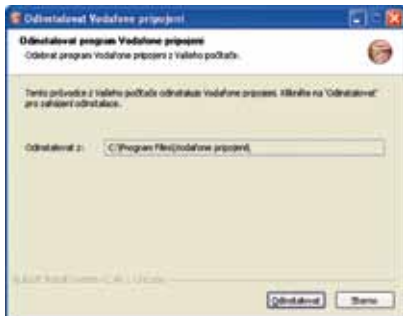 Odinstalovat Vodafone připojení
Odinstalovat program Vodafone připojení
Odebrat program Vodafone připojení z Vašeho počítače.
Tento průvodce z Vašeho počítače odinstaluje Vodafone připojení. Klikněte na 'Odinstalovat'
pro zahájení odinstalace.
Odinstalovat z:
C:\Program Files\Vodafone připojení\
Odinstalovat
Storno